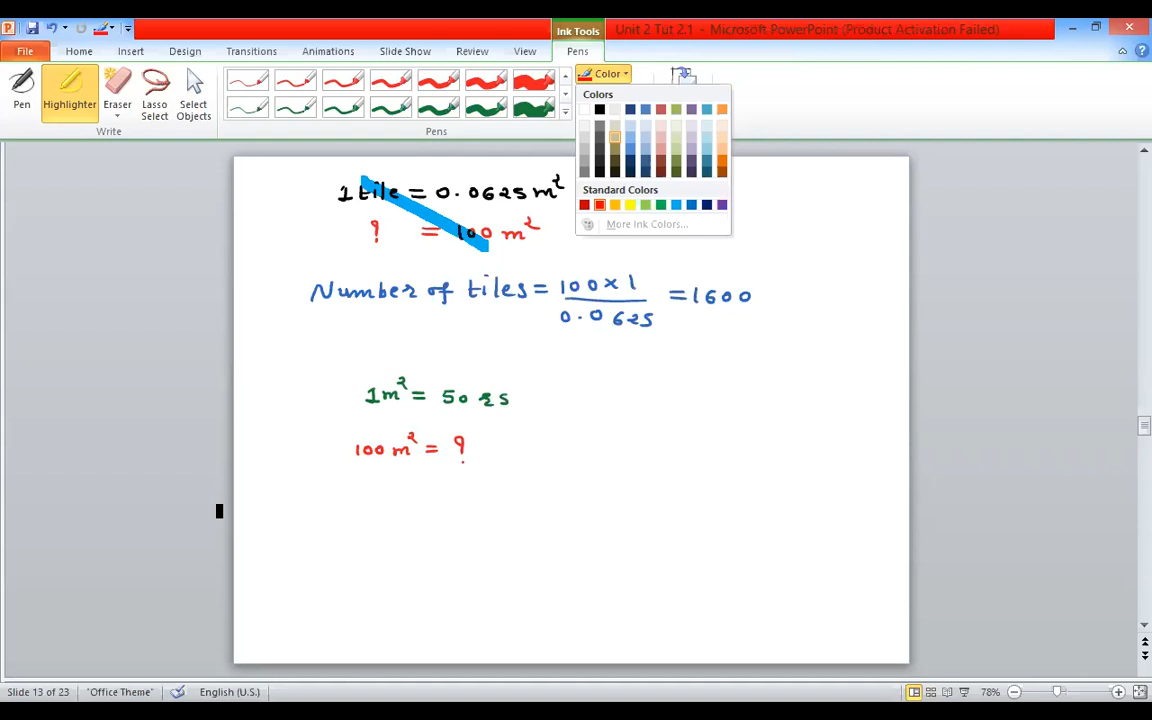 Ink Tools
Unit 2 Tut 2.1 - Microsoft PowerPoint (Product Activation Failed)
File Home Insert Design Transitions Animations Slide Show Review View Pens
Pen Highlighter Eraser Lasso Select Select Objects
Write
Pens
Color
Colors
Standard Colors
More Ink Colors...
1 tile = 0.0625 m²
? = 100 m²
Number of tiles = 100 × 1 / 0.0625 = 1600
1m² = 50 rs
100 m² = ?
Slide 13 of 23 "Office Theme" English (U.S.) 78%